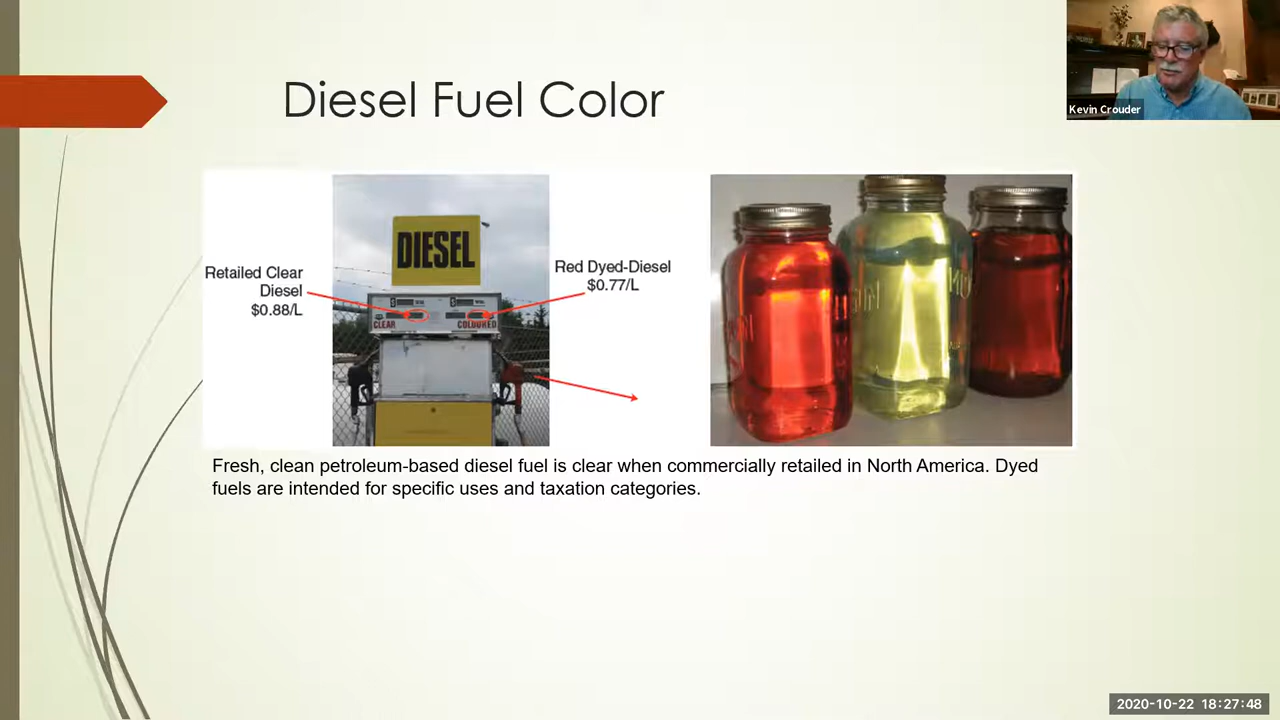 Diesel Fuel Color
Kevin Crouder
Retailed Clear
Diesel
$0.88/L
DIESEL
CLEAR
COLOURED
Red Dyed-Diesel
$0.77/L
Fresh, clean petroleum-based diesel fuel is clear when commercially retailed in North America. Dyed
fuels are intended for specific uses and taxation categories.
2020-10-22 18:27:48